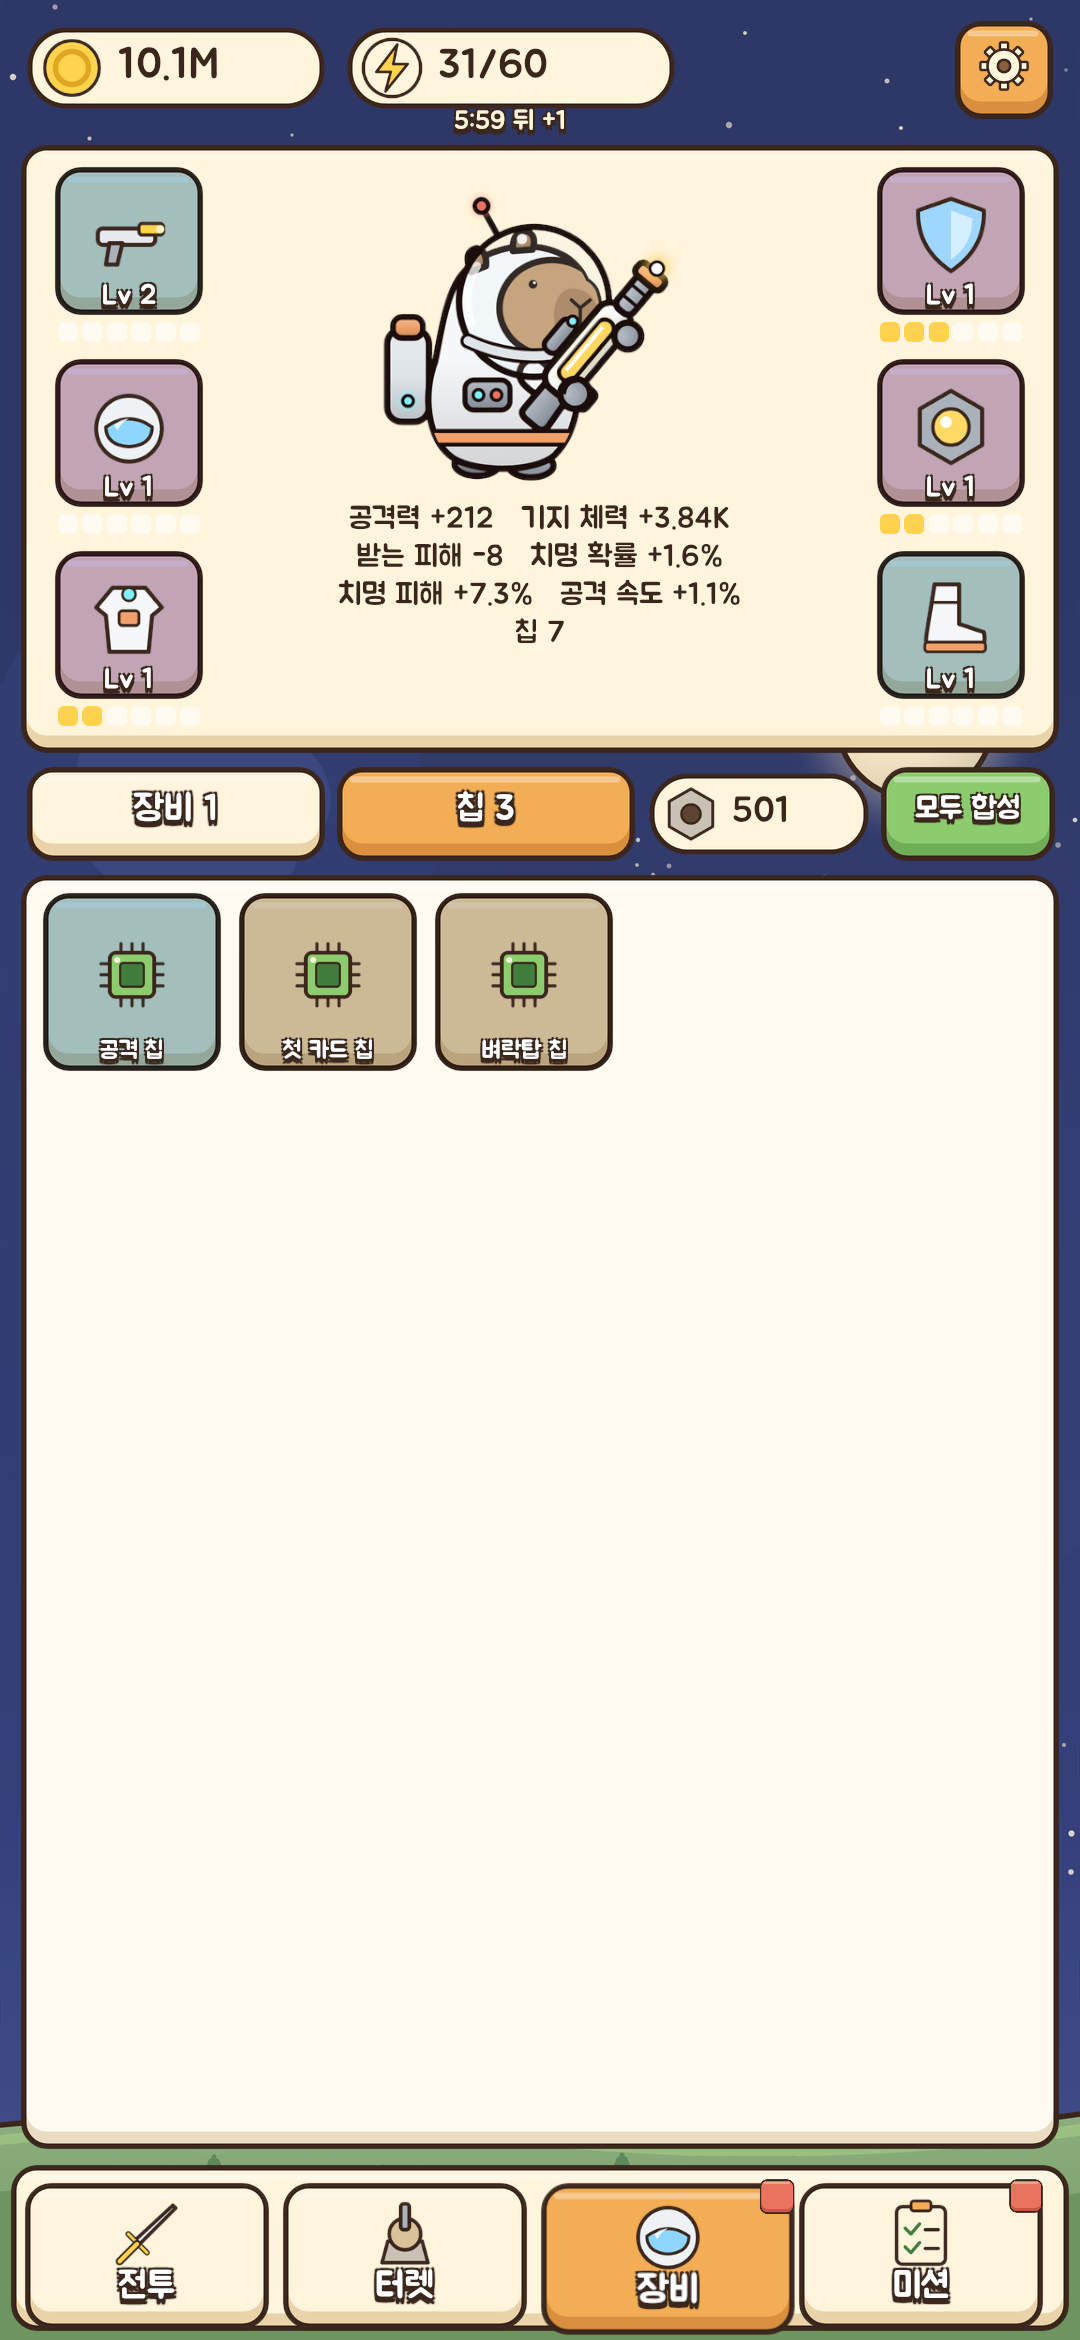 10.1M
31/60
5:59 뒤 +1
Lv 2
Lv 1
Lv 1
Lv 1
Lv 1
Lv 1
공격력 +212 기지 체력 +3.84K
받는 피해 -8 치명 확률 +1.6%
치명 피해 +7.3% 공격 속도 +1.1%
칩 7
장비 1
칩 3
501
모두 합성
공격 칩
첫 카드 칩
벼락탑 칩
전투
터렛
장비
미션